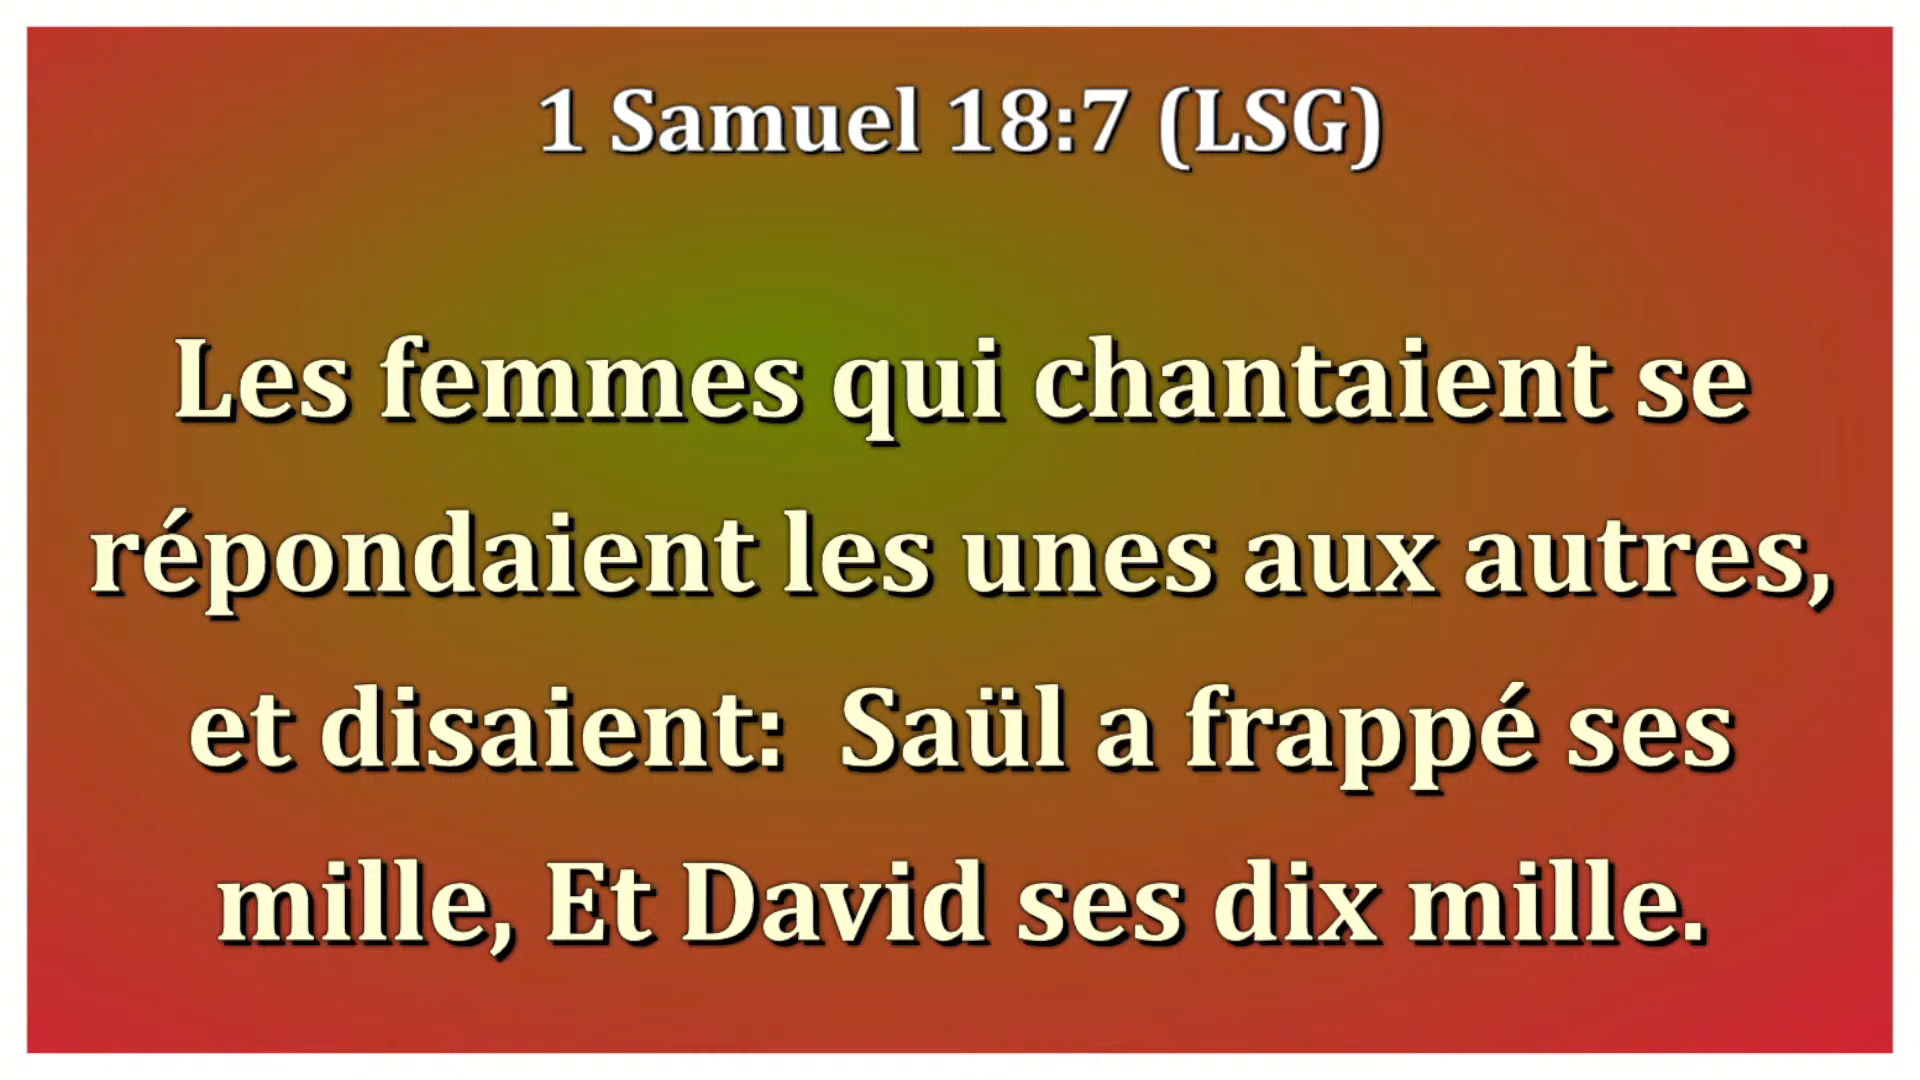 1 Samuel 18:7 (LSG)
Les femmes qui chantaient se
répondaient les unes aux autres,
et disaient:  Saül a frappé ses
mille, Et David ses dix mille.